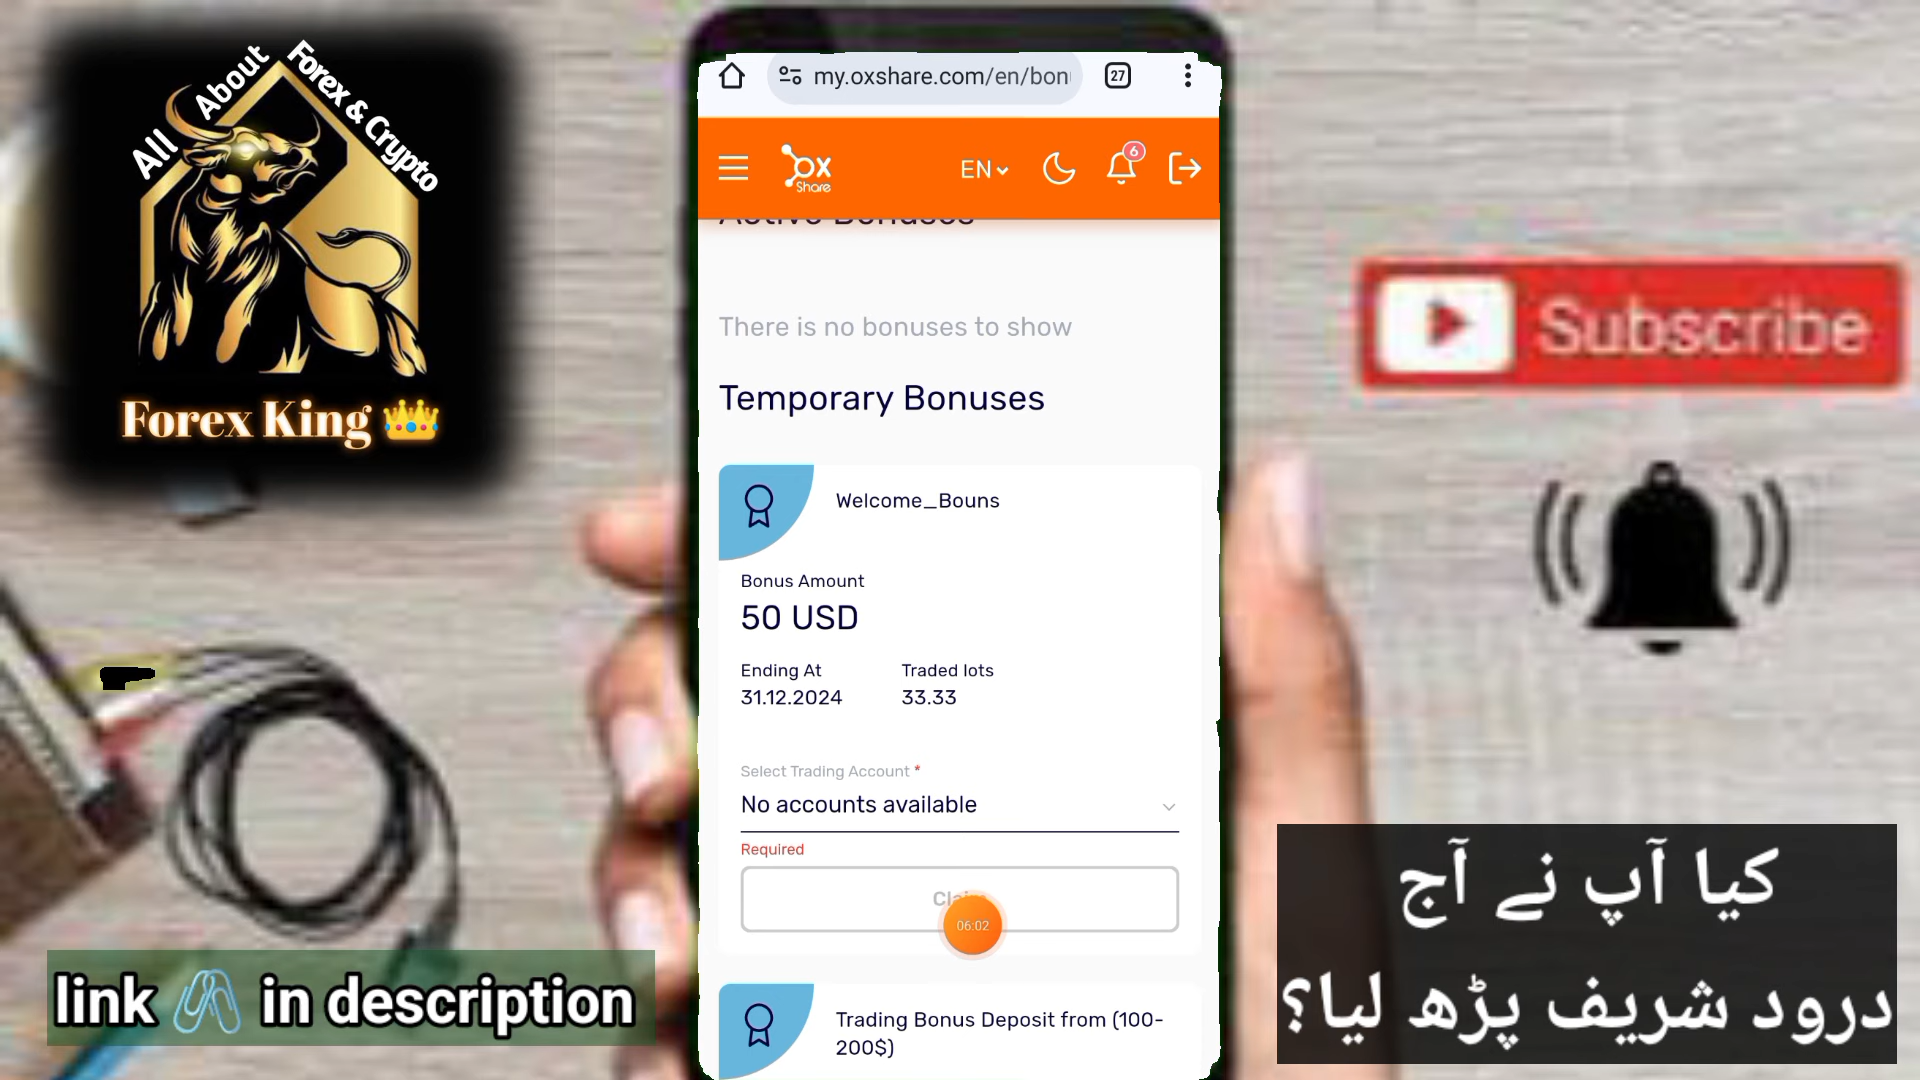 All About Forex & Crypto
Forex King
my.oxshare.com/en/bon
27
ox
Share
EN
6
Active Bonuses
There is no bonuses to show
Temporary Bonuses
Welcome_Bouns
Bonus Amount
50 USD
Ending At
Traded lots
31.12.2024
33.33
Select Trading Account *
No accounts available
Required
06:02
Trading Bonus Deposit from (100-
200$)
Subscribe
link in description
کیا آپ نے آج
درود شریف پڑھ لیا؟